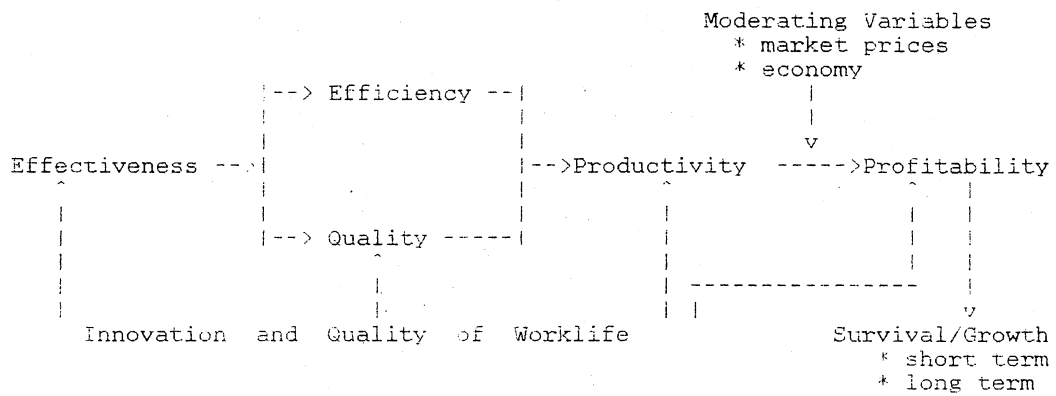 Moderating Variables
* market prices
* economy
|--> Efficiency --|
Effectiveness --> |-->Productivity ----->Profitability
|--> Quality -----|
Innovation and Quality of Worklife
Survival/Growth
* short term
* long term